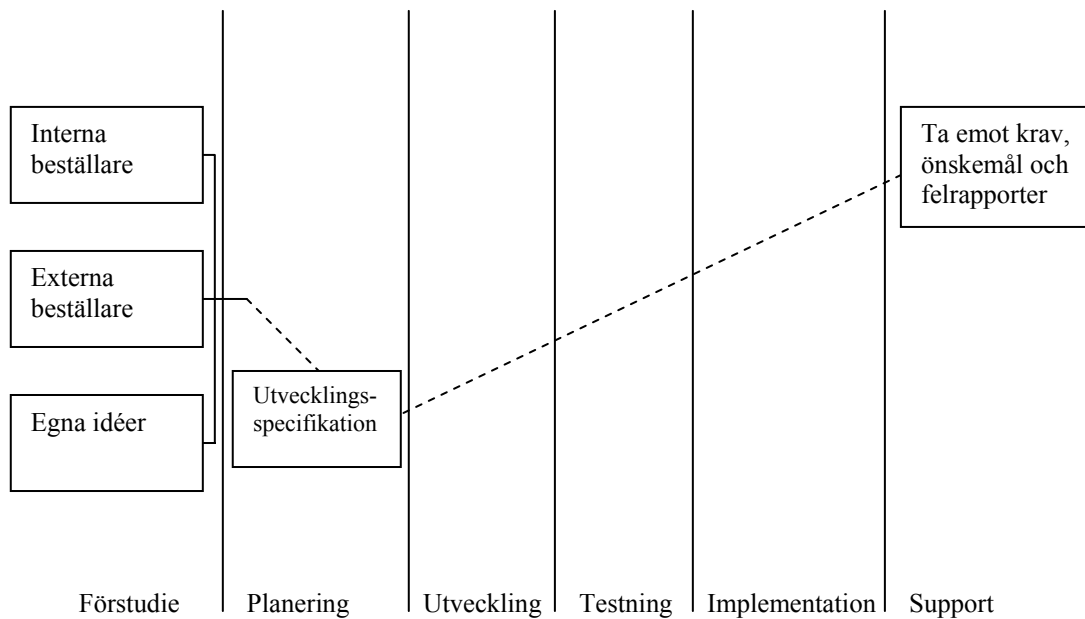 Interna
beställare
Externa
beställare
Egna idéer
Utvecklings-
specifikation
Ta emot krav,
önskemål och
felrapporter
Förstudie
Planering
Utveckling
Testning
Implementation
Support